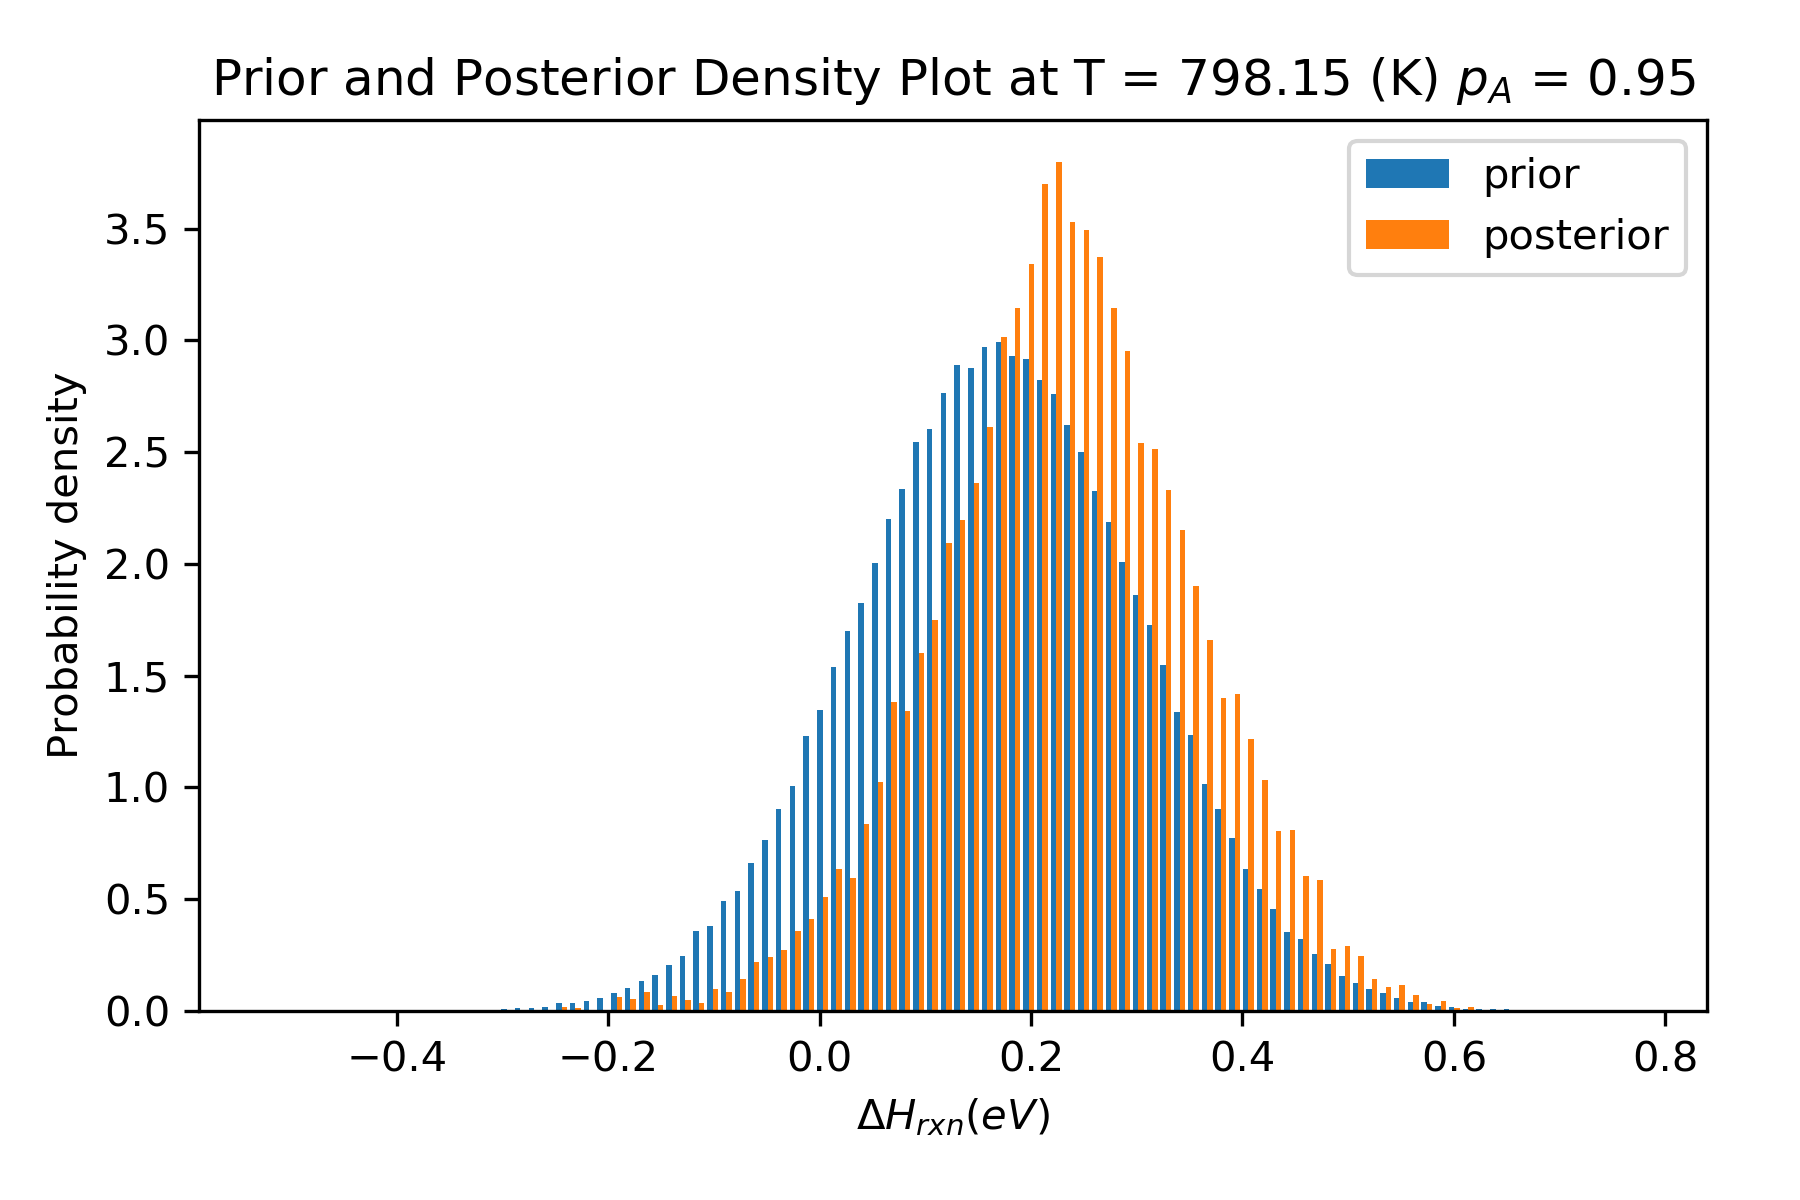 Prior and Posterior Density Plot at T = 798.15 (K) p_A = 0.95
prior
posterior
Probability density
3.5
3.0
2.5
2.0
1.5
1.0
0.5
0.0
−0.4 −0.2 0.0 0.2 0.4 0.6 0.8
ΔH_rxn(eV)